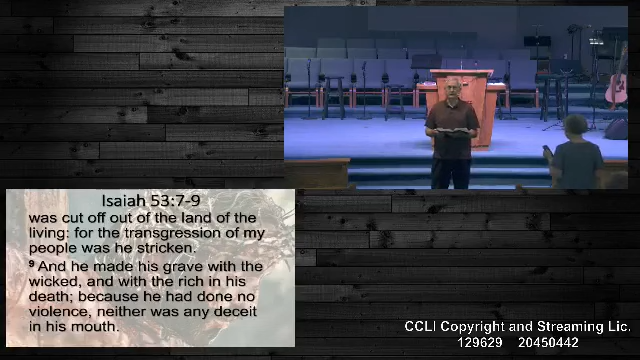 Isaiah 53:7-9
was cut off out of the land of the
living: for the transgression of my
people was he stricken.
9 And he made his grave with the
wicked, and with the rich in his
death; because he had done no
violence, neither was any deceit
in his mouth.
CCLI Copyright and Streaming Lic.
129629 20450442